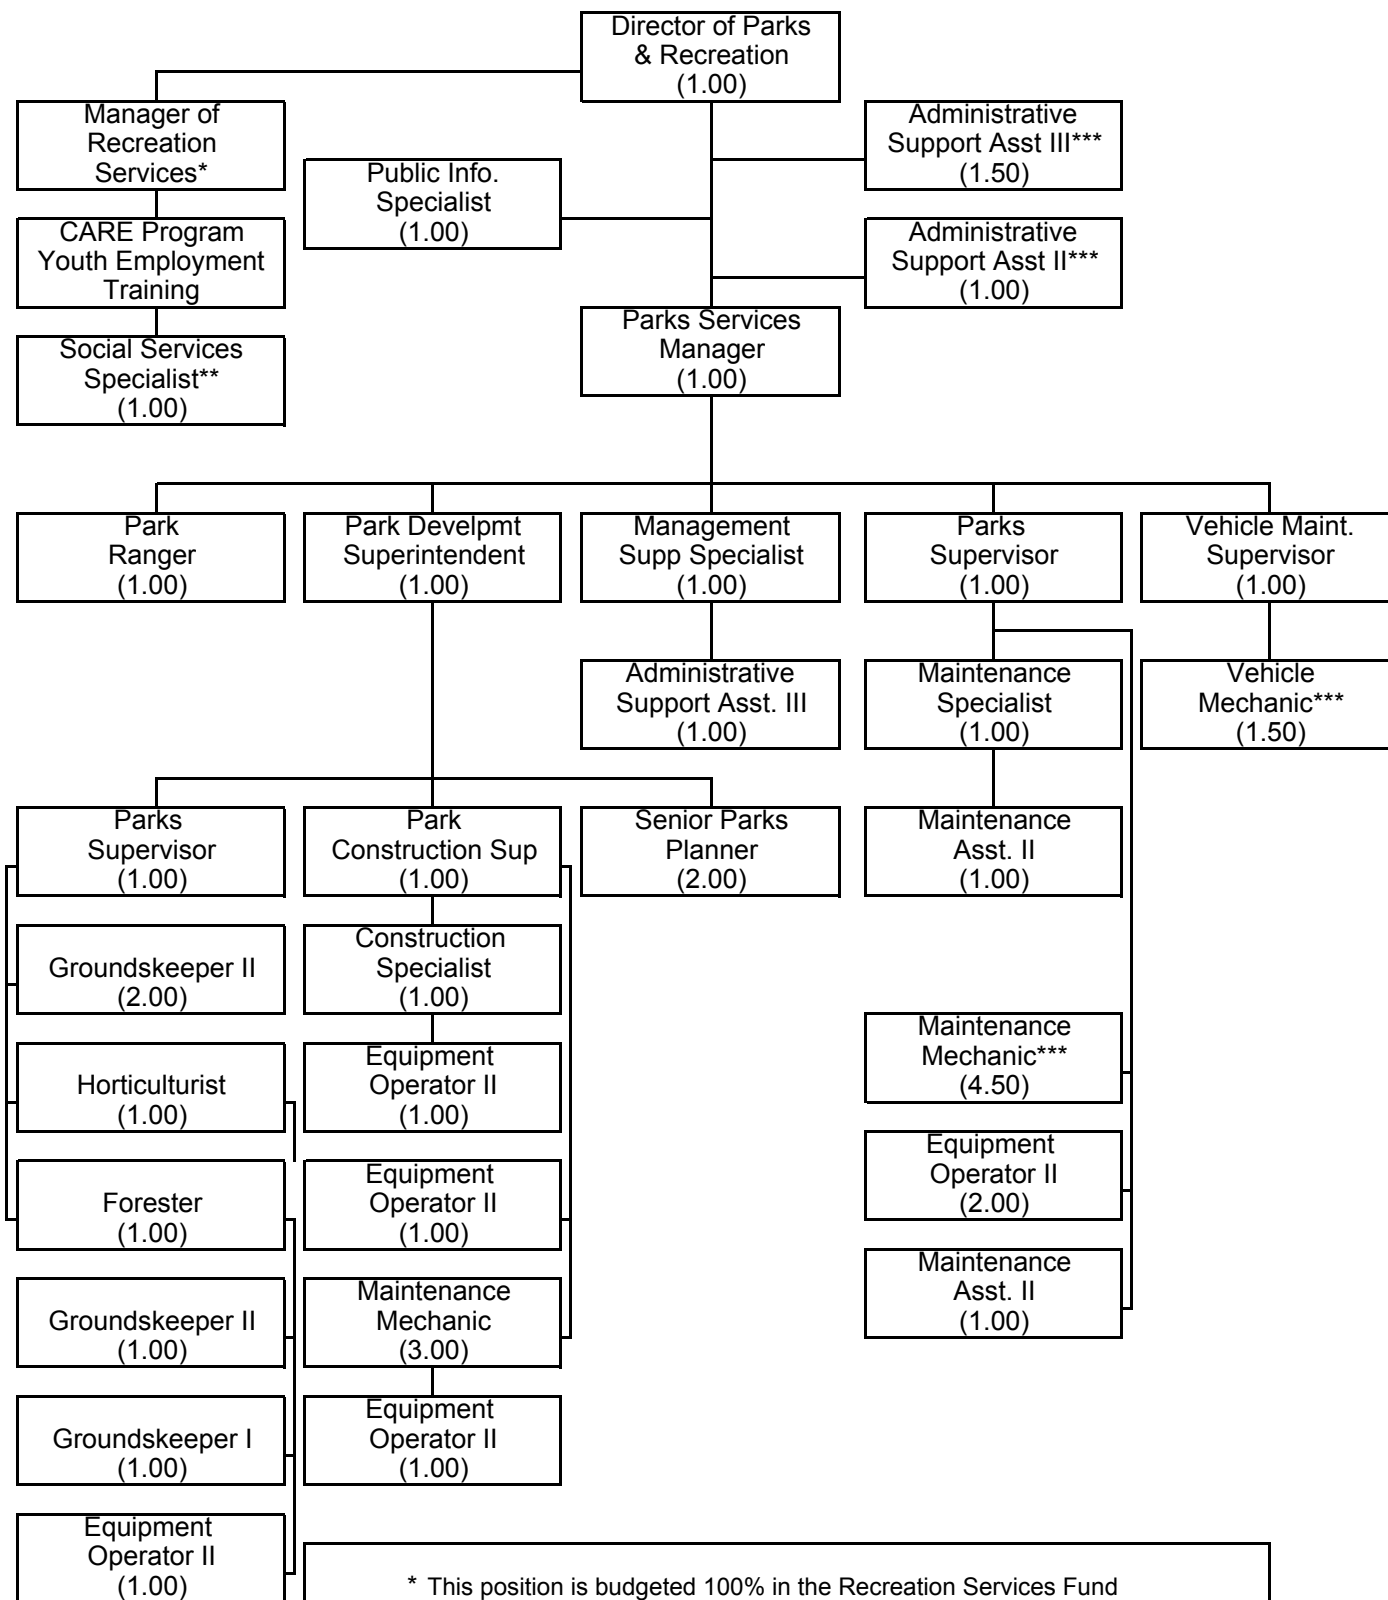 Director of Parks
& Recreation
(1.00)
Manager of
Recreation
Services*
Administrative
Support Asst III***
(1.50)
Public Info.
Specialist
(1.00)
CARE Program
Youth Employment
Training
Administrative
Support Asst II***
(1.00)
Parks Services
Manager
(1.00)
Social Services
Specialist**
(1.00)
Park
Ranger
(1.00)
Park Develpmt
Superintendent
(1.00)
Management
Supp Specialist
(1.00)
Parks
Supervisor
(1.00)
Vehicle Maint.
Supervisor
(1.00)
Administrative
Support Asst. III
(1.00)
Maintenance
Specialist
(1.00)
Vehicle
Mechanic***
(1.50)
Parks
Supervisor
(1.00)
Park
Construction Sup
(1.00)
Senior Parks
Planner
(2.00)
Maintenance
Asst. II
(1.00)
Groundskeeper II
(2.00)
Construction
Specialist
(1.00)
Maintenance
Mechanic***
(4.50)
Horticulturist
(1.00)
Equipment
Operator II
(1.00)
Equipment
Operator II
(2.00)
Forester
(1.00)
Equipment
Operator II
(1.00)
Maintenance
Asst. II
(1.00)
Groundskeeper II
(1.00)
Maintenance
Mechanic
(3.00)
Groundskeeper I
(1.00)
Equipment
Operator II
(1.00)
Equipment
Operator II
(1.00)
* This position is budgeted 100% in the Recreation Services Fund